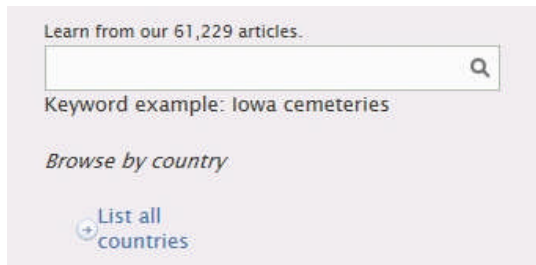 Learn from our 61,229 articles.
Keyword example: Iowa cemeteries
Browse by country
List all
countries